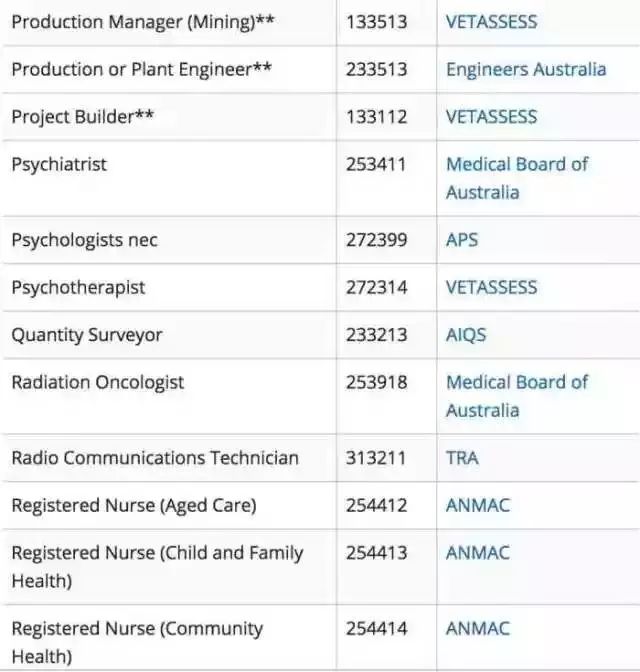 Production Manager (Mining)** 133513 VETASSESS
Production or Plant Engineer** 233513 Engineers Australia
Project Builder** 133112 VETASSESS
Psychiatrist 253411 Medical Board of
Australia
Psychologists nec 272399 APS
Psychotherapist 272314 VETASSESS
Quantity Surveyor 233213 AIQS
Radiation Oncologist 253918 Medical Board of
Australia
Radio Communications Technician 313211 TRA
Registered Nurse (Aged Care) 254412 ANMAC
Registered Nurse (Child and Family 254413 ANMAC
Health)
Registered Nurse (Community 254414 ANMAC
Health)